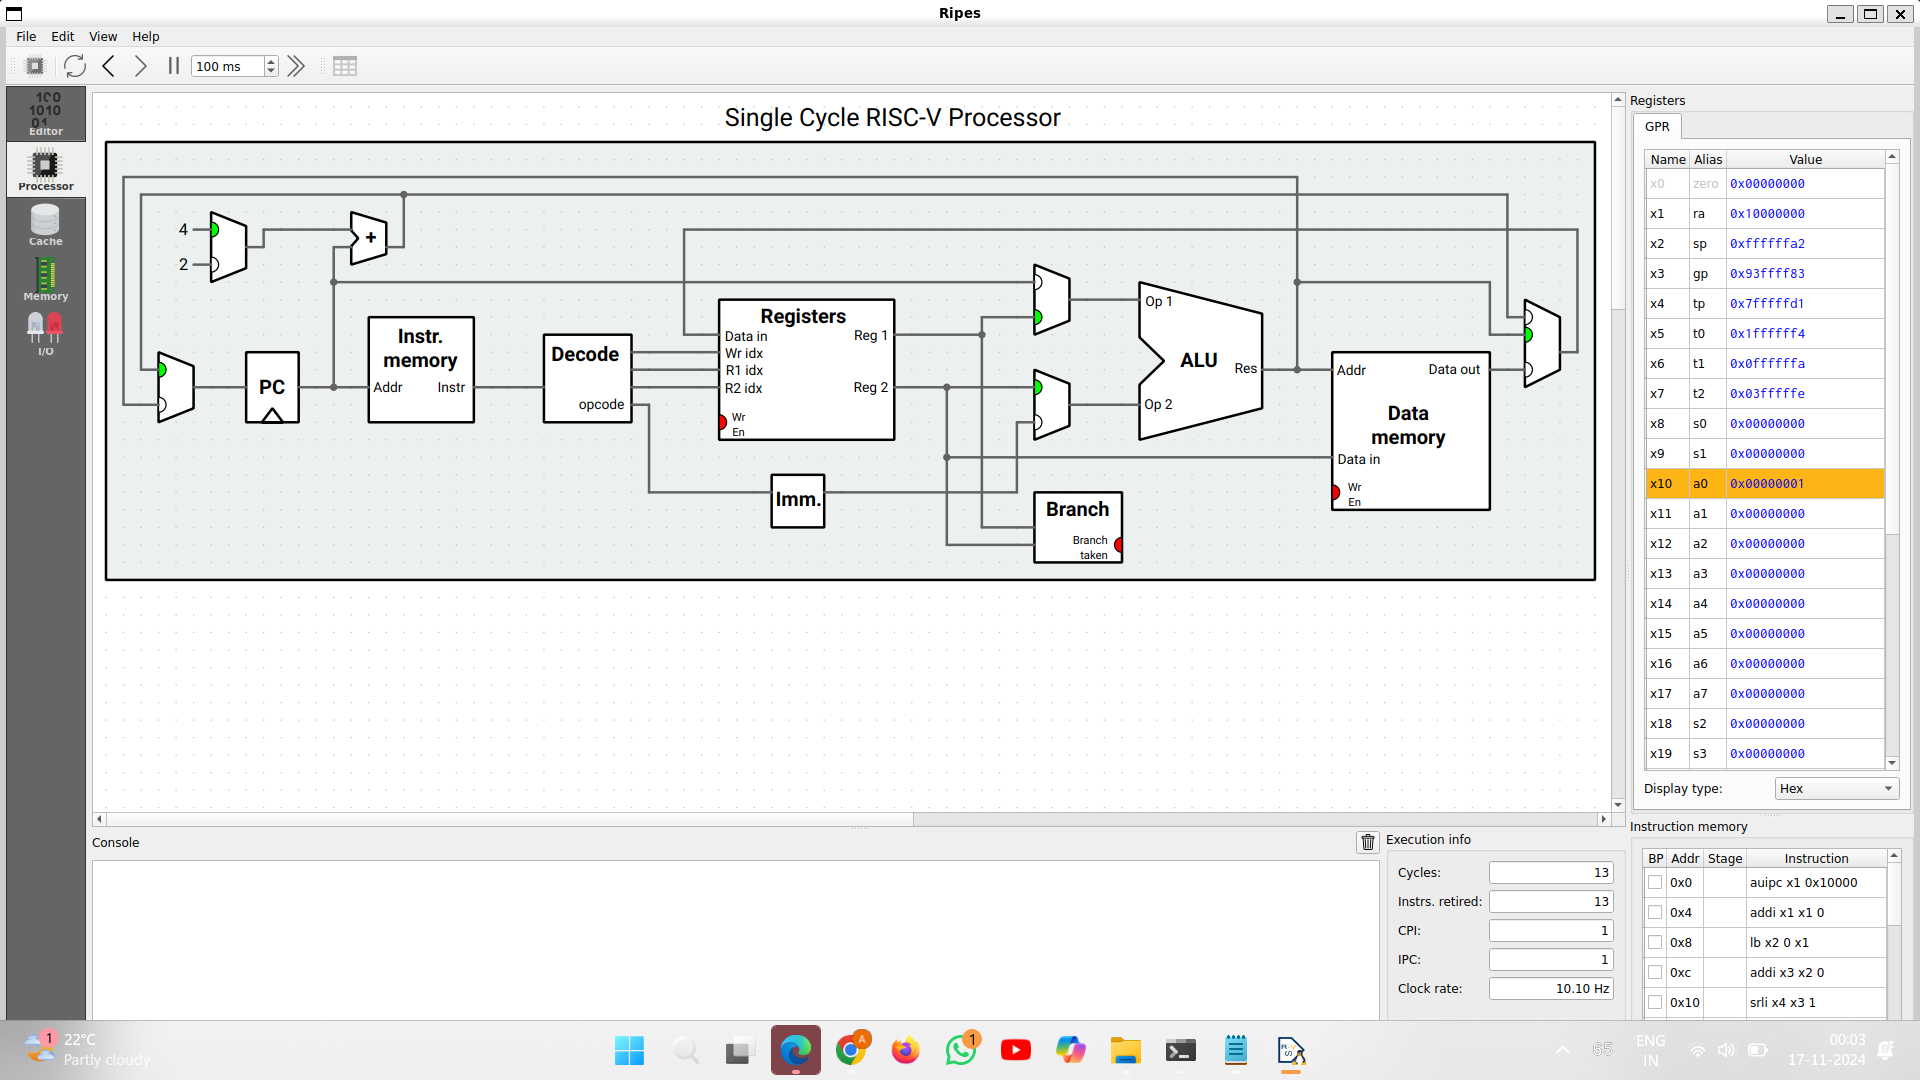 Ripes
File Edit View Help
100 ms
Editor
Processor
Cache
Memory
I/O
Single Cycle RISC-V Processor
4
2
+
PC
Instr. memory
Addr Instr
Decode
opcode
Registers
Data in
Wr idx
R1 idx
R2 idx
Reg 1
Reg 2
Wr
En
Imm.
Op 1
Op 2
ALU
Res
Branch
Branch
taken
Addr Data out
Data memory
Data in
Wr
En
Registers
GPR
Name Alias Value
x0 zero 0x00000000
x1 ra 0x10000000
x2 sp 0xffffffa2
x3 gp 0x93ffff83
x4 tp 0x7fffffd1
x5 t0 0x1ffffff4
x6 t1 0x0ffffffa
x7 t2 0x03fffffe
x8 s0 0x00000000
x9 s1 0x00000000
x10 a0 0x00000001
x11 a1 0x00000000
x12 a2 0x00000000
x13 a3 0x00000000
x14 a4 0x00000000
x15 a5 0x00000000
x16 a6 0x00000000
x17 a7 0x00000000
x18 s2 0x00000000
x19 s3 0x00000000
Display type: Hex
Console
Execution info
Cycles: 13
Instrs. retired: 13
CPI: 1
IPC: 1
Clock rate: 10.10 Hz
Instruction memory
BP Addr Stage Instruction
0x0 auipc x1 0x10000
0x4 addi x1 x1 0
0x8 lb x2 0 x1
0xc addi x3 x2 0
0x10 srli x4 x3 1
1
22°C
Partly cloudy
A
1
65
ENG
IN
00:03
17-11-2024